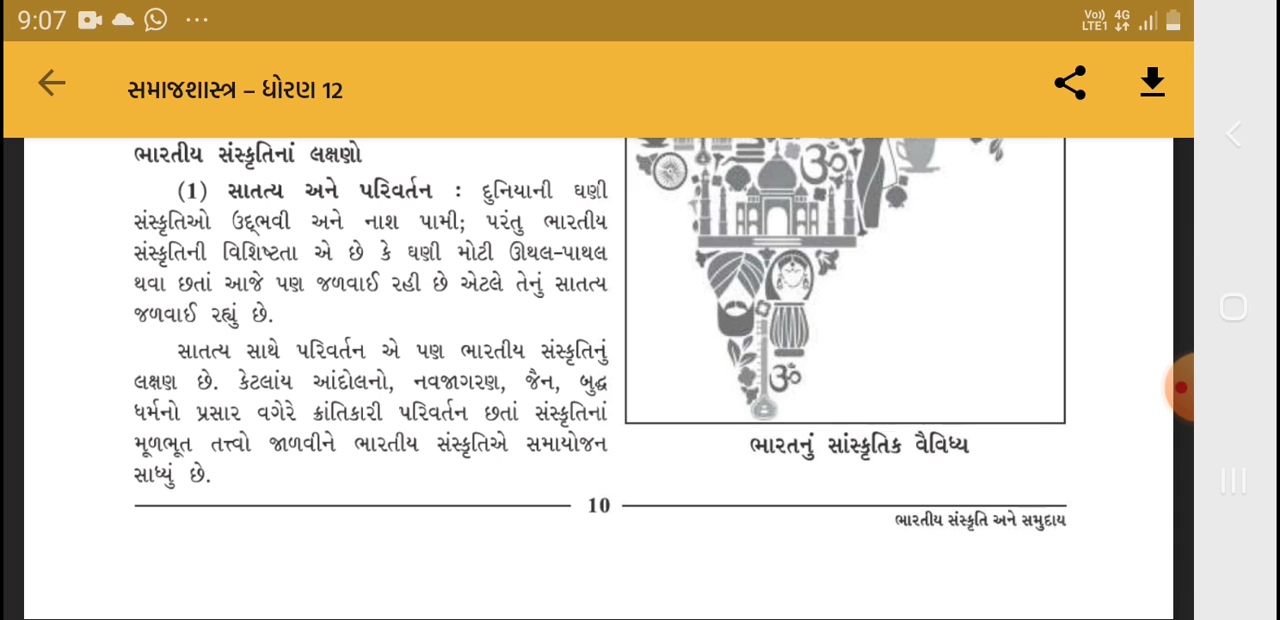 9:07 ...
Vo)) 4G
LTE1
સમાજશાસ્ત્ર – ધોરણ 12
ભારતીય સંસ્કૃતિનાં લક્ષણો
(1) સાતત્ય અને પરિવર્તન : દુનિયાની ઘણી
સંસ્કૃતિઓ ઉદ્ભવી અને નાશ પામી; પરંતુ ભારતીય
સંસ્કૃતિની વિશિષ્ટતા એ છે કે ઘણી મોટી ઊથલ-પાથલ
થવા છતાં આજે પણ જળવાઈ રહી છે એટલે તેનું સાતત્ય
જળવાઈ રહ્યું છે.
સાતત્ય સાથે પરિવર્તન એ પણ ભારતીય સંસ્કૃતિનું
લક્ષણ છે. કેટલાંય આંદોલનો, નવજાગરણ, જૈન, બુદ્ધ
ધર્મનો પ્રસાર વગેરે ક્રાંતિકારી પરિવર્તન છતાં સંસ્કૃતિનાં
મૂળભૂત તત્ત્વો જાળવીને ભારતીય સંસ્કૃતિએ સમાયોજન
સાધ્યું છે.
ॐ
ॐ
ભારતનું સાંસ્કૃતિક વૈવિધ્ય
10
ભારતીય સંસ્કૃતિ અને સમુદાય